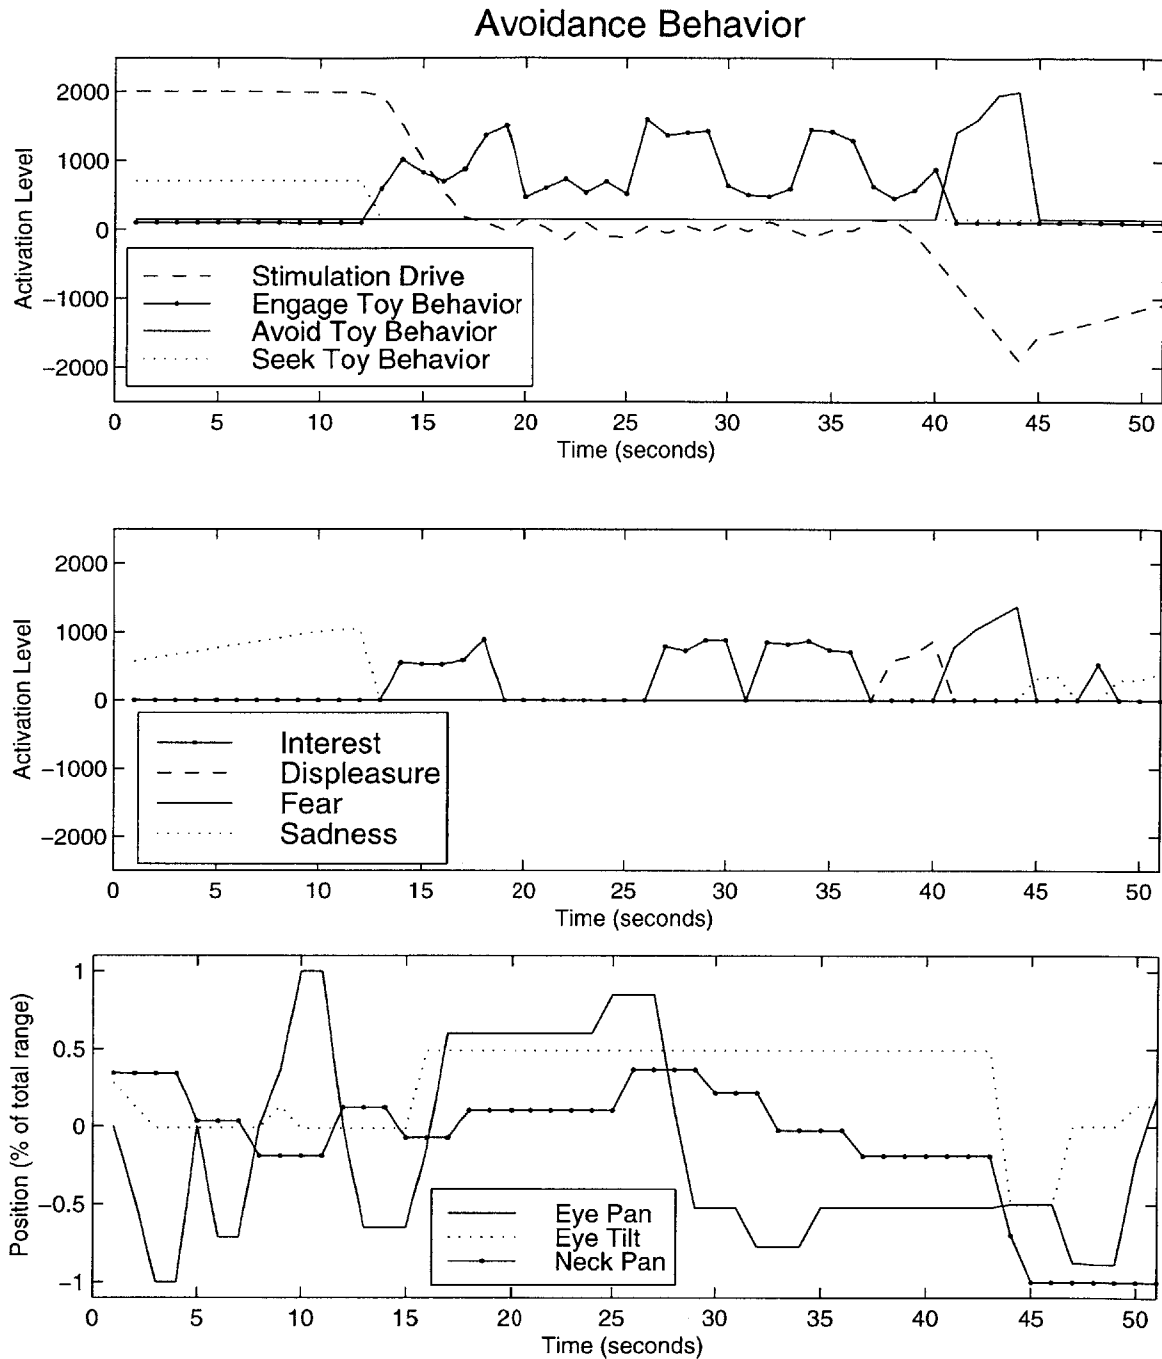 Avoidance Behavior
2000
1000
0
−1000
−2000
Activation Level
Stimulation Drive
Engage Toy Behavior
Avoid Toy Behavior
Seek Toy Behavior
0 5 10 15 20 25 30 35 40 45 50
Time (seconds)
2000
1000
0
−1000
−2000
Activation Level
Interest
Displeasure
Fear
Sadness
0 5 10 15 20 25 30 35 40 45 50
Time (seconds)
1
0.5
0
−0.5
−1
Position (% of total range)
Eye Pan
Eye Tilt
Neck Pan
0 5 10 15 20 25 30 35 40 45 50
Time (seconds)